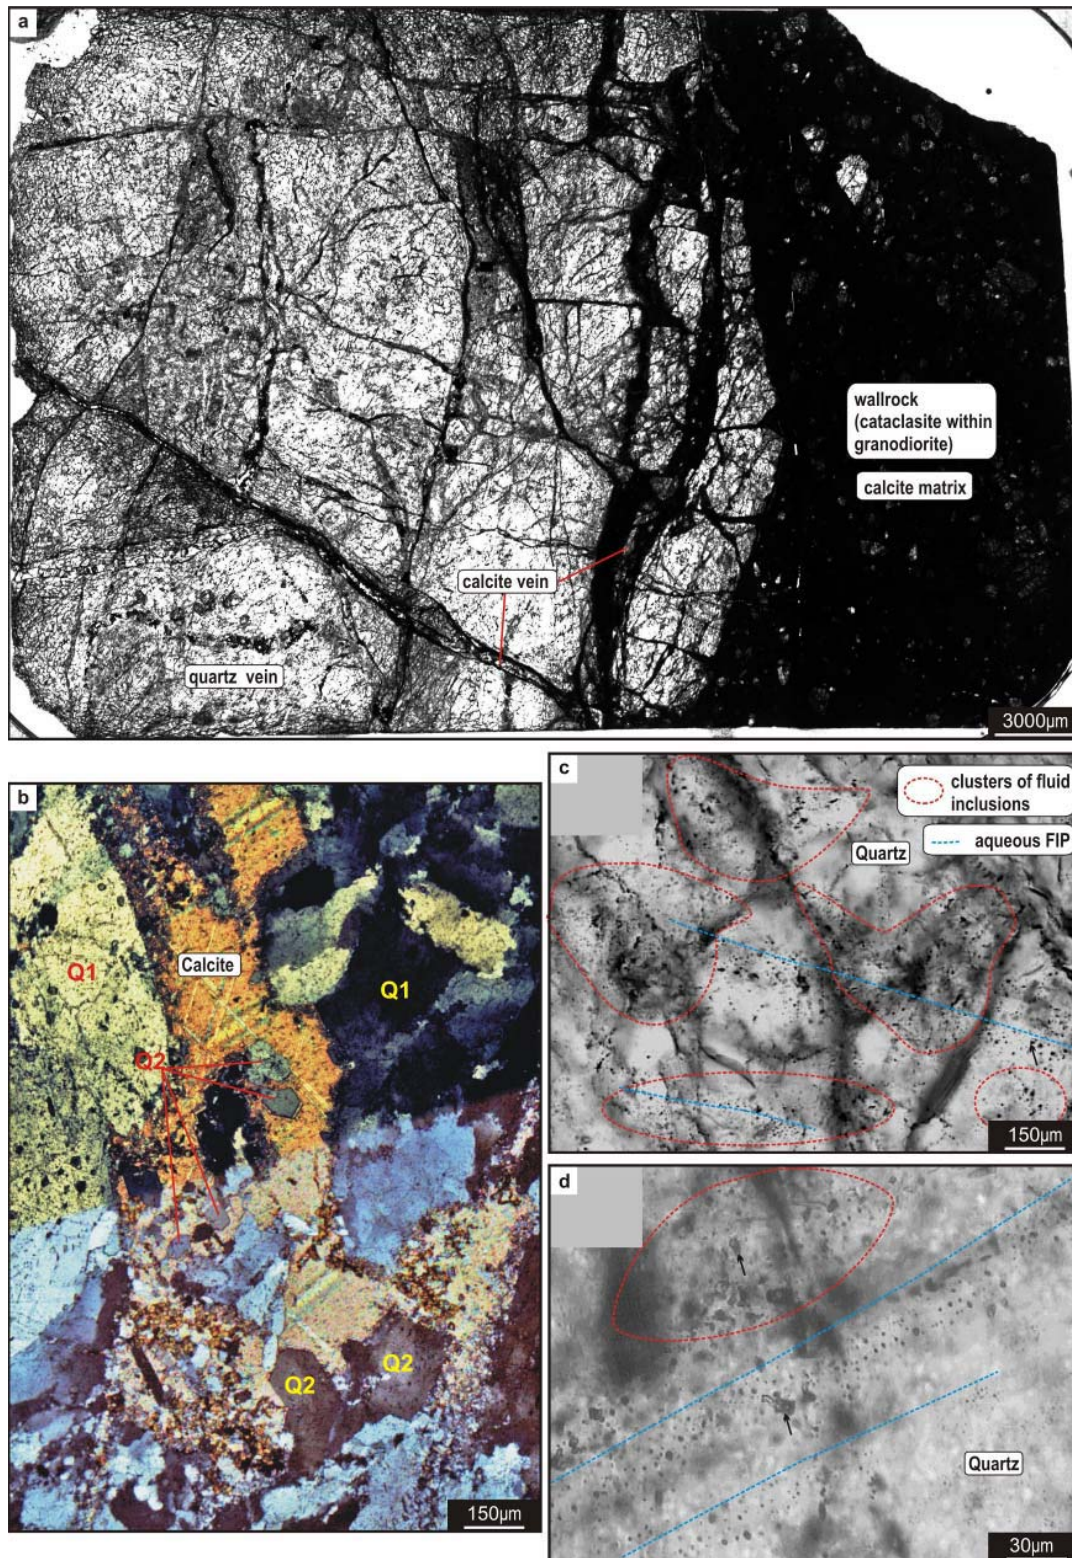 a
wallrock
(cataclasite within
granodiorite)
calcite matrix
calcite vein
quartz vein
3000µm
b
Q1
Calcite
Q1
Q2
Q2
Q2
150µm
c
clusters of fluid
inclusions
Quartz
aqueous FIP
150µm
d
Quartz
30µm